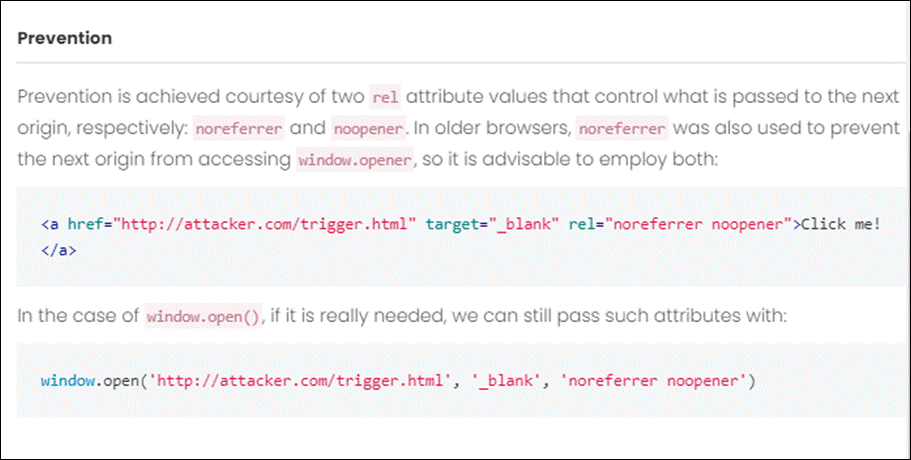 Prevention
Prevention is achieved courtesy of two rel attribute values that control what is passed to the next
origin, respectively: noreferrer and noopener. In older browsers, noreferrer was also used to prevent
the next origin from accessing window.opener, so it is advisable to employ both:
<a href="http://attacker.com/trigger.html" target="_blank" rel="noreferrer noopener">Click me!
</a>
In the case of window.open(), if it is really needed, we can still pass such attributes with:
window.open('http://attacker.com/trigger.html', '_blank', 'noreferrer noopener')